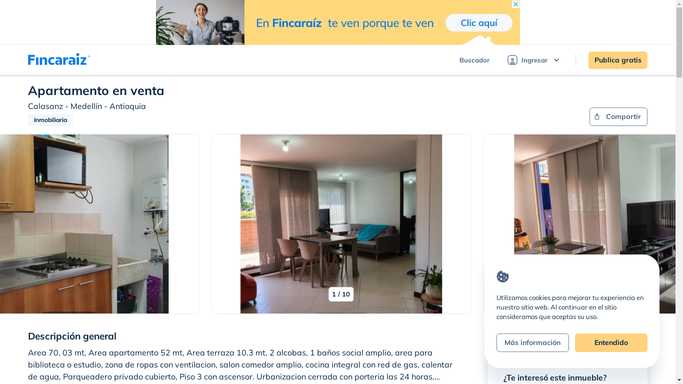 En Fincaraíz te ven porque te ven
Clic aquí
Fincaraíz
Buscador
Ingresar
Publica gratis
Apartamento en venta
Calasanz - Medellín - Antioquia
Inmobiliaria
Compartir
1 / 10
Descripción general
Area 70, 03 mt, Area apartamento 52 mt, Area terraza 10.3 mt, 2 alcobas, 1 baños social amplio, area para
biblioteca o estudio, zona de ropas con ventilacion, salon comedor amplio, cocina integral con red de gas, calentar
de agua, Parqueadero privado cubierto, Piso 3 con ascensor. Urbanizacion cerrada con porteria las 24 horas,...
Utilizamos cookies para mejorar tu experiencia en
nuestro sitio web. Al continuar en el sitio
consideramos que aceptas su uso.
Más información
Entendido
¿Te interesó este inmueble?